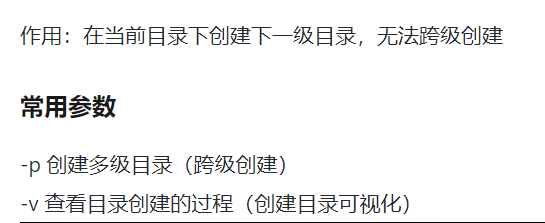 作用：在当前目录下创建下一级目录，无法跨级创建
常用参数
-p 创建多级目录（跨级创建）
-v 查看目录创建的过程（创建目录可视化）